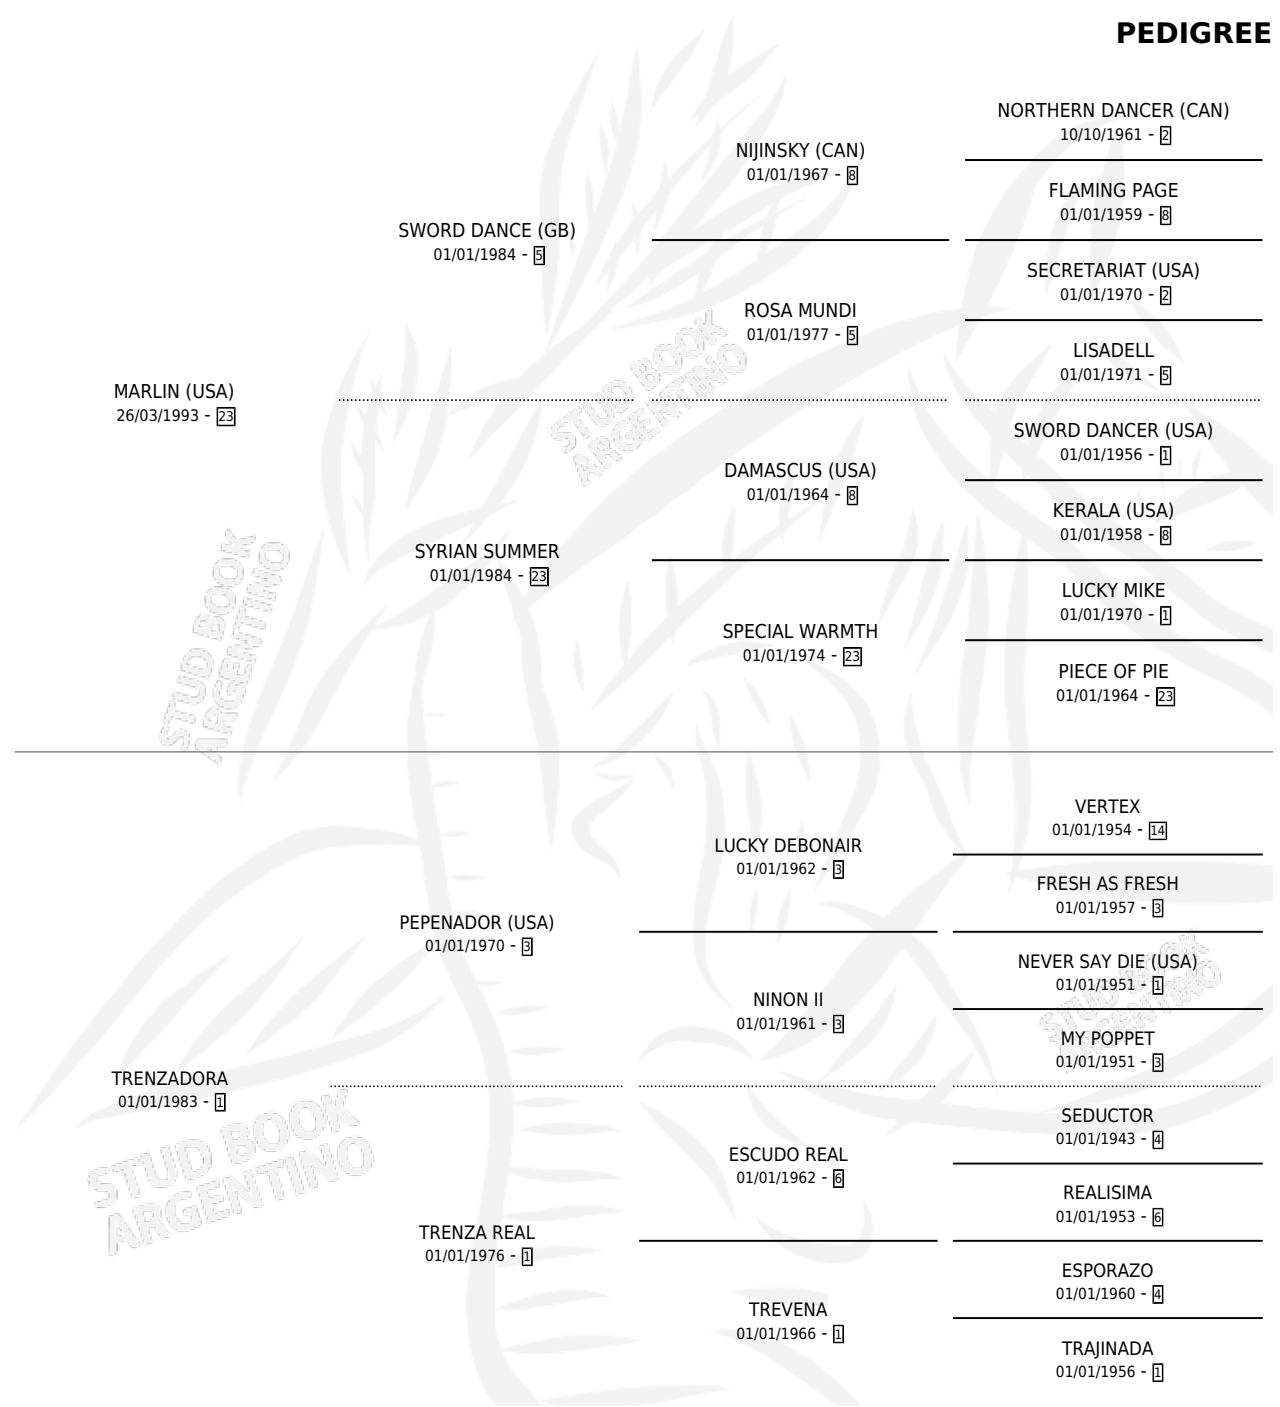 PEDIGREE
NORTHERN DANCER (CAN)
10/10/1961 - 2
NIJINSKY (CAN)
01/01/1967 - 8
FLAMING PAGE
01/01/1959 - 8
SWORD DANCE (GB)
01/01/1984 - 5
SECRETARIAT (USA)
01/01/1970 - 2
ROSA MUNDI
01/01/1977 - 5
LISADELL
01/01/1971 - 5
MARLIN (USA)
26/03/1993 - 23
SWORD DANCER (USA)
01/01/1956 - 1
DAMASCUS (USA)
01/01/1964 - 8
KERALA (USA)
01/01/1958 - 8
SYRIAN SUMMER
01/01/1984 - 23
LUCKY MIKE
01/01/1970 - 1
SPECIAL WARMTH
01/01/1974 - 23
PIECE OF PIE
01/01/1964 - 23
VERTEX
01/01/1954 - 14
LUCKY DEBONAIR
01/01/1962 - 3
FRESH AS FRESH
01/01/1957 - 3
PEPENADOR (USA)
01/01/1970 - 3
NEVER SAY DIE (USA)
01/01/1951 - 1
NINON II
01/01/1961 - 3
MY POPPET
01/01/1951 - 3
TRENZADORA
01/01/1983 - 1
SEDUCTOR
01/01/1943 - 4
ESCUDO REAL
01/01/1962 - 6
REALISIMA
01/01/1953 - 6
TRENZA REAL
01/01/1976 - 1
ESPORAZO
01/01/1960 - 4
TREVENA
01/01/1966 - 1
TRAJINADA
01/01/1956 - 1
STUD BOOK
ARGENTINO
STUD BOOK
ARGENTINO
STUD BOOK
ARGENTINO
STUD BOOK
ARGENTINO